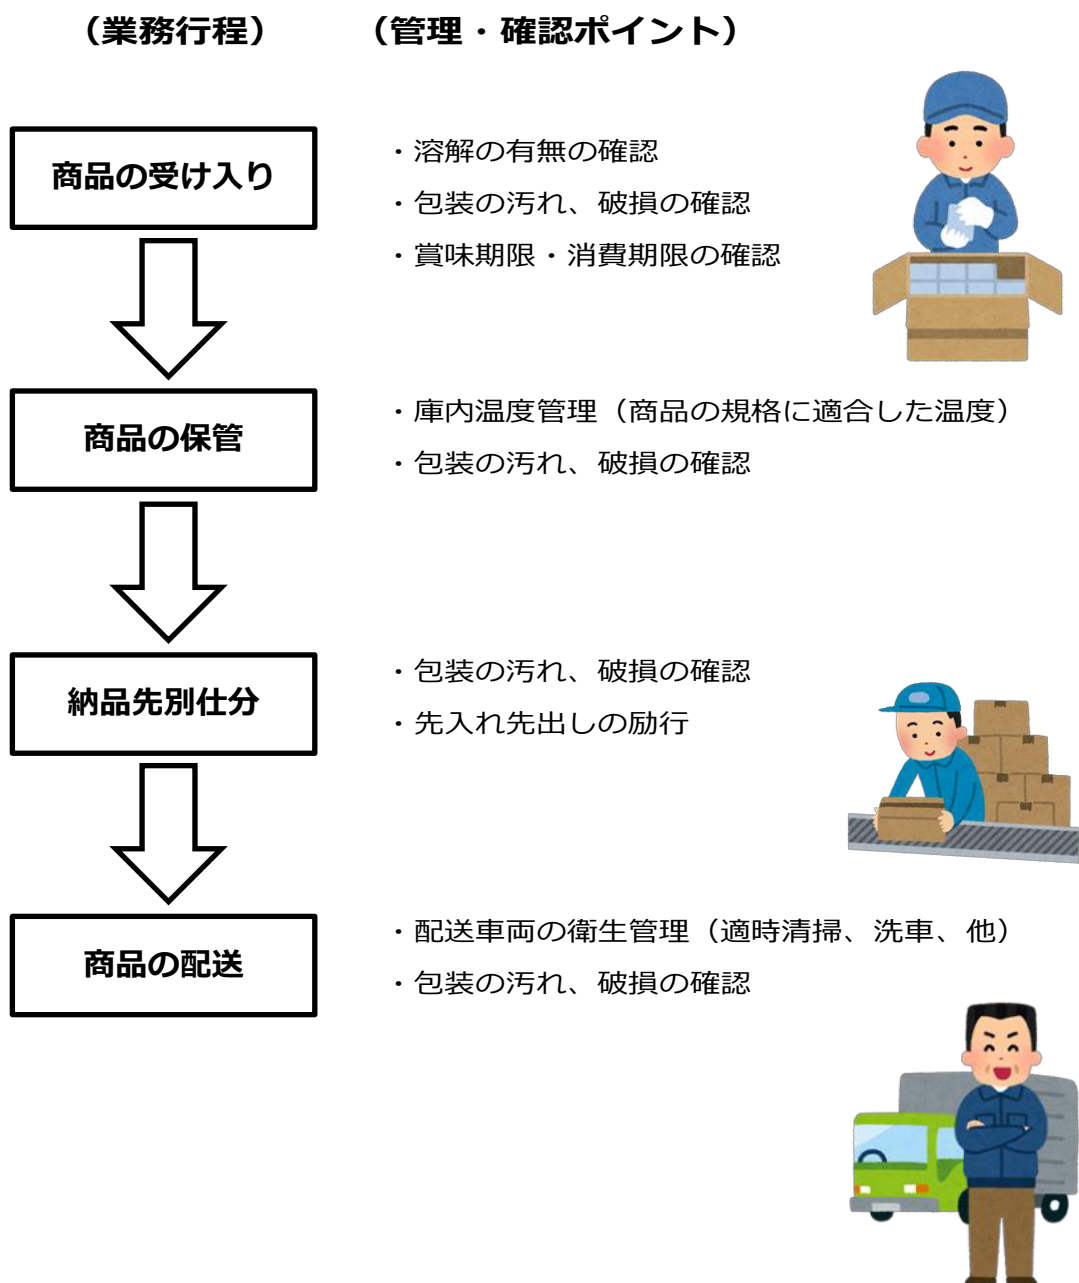 （業務行程）　（管理・確認ポイント）
商品の受け入り
・溶解の有無の確認
・包装の汚れ、破損の確認
・賞味期限・消費期限の確認
商品の保管
・庫内温度管理（商品の規格に適合した温度）
・包装の汚れ、破損の確認
納品先別仕分
・包装の汚れ、破損の確認
・先入れ先出しの励行
商品の配送
・配送車両の衛生管理（適時清掃、洗車、他）
・包装の汚れ、破損の確認